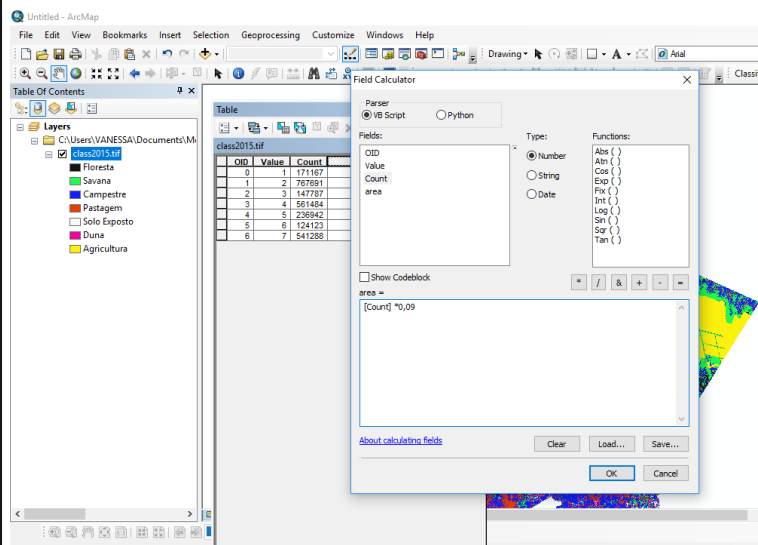 Untitled - ArcMap
File Edit View Bookmarks Insert Selection Geoprocessing Customize Windows Help
Drawing
A
Arial
Table Of Contents
Layers
C:\Users\VANESSA\Documents\M
class2015.tif
Floresta
Savana
Campestre
Pastagem
Solo Exposto
Duna
Agricultura
Classi
Table
class2015.tif
OID Value Count
0 1 171167
1 2 767691
2 3 147787
3 4 561484
4 5 236942
5 6 124123
6 7 541288
Field Calculator
Parser
VB Script Python
Fields:
OID
Value
Count
area
Type:
Number
String
Date
Functions:
Abs ( )
Atn ( )
Cos ( )
Exp ( )
Fix ( )
Int ( )
Log ( )
Sin ( )
Sqr ( )
Tan ( )
Show Codeblock
* / & + - =
area =
[Count] *0,09
About calculating fields
Clear Load... Save...
OK Cancel